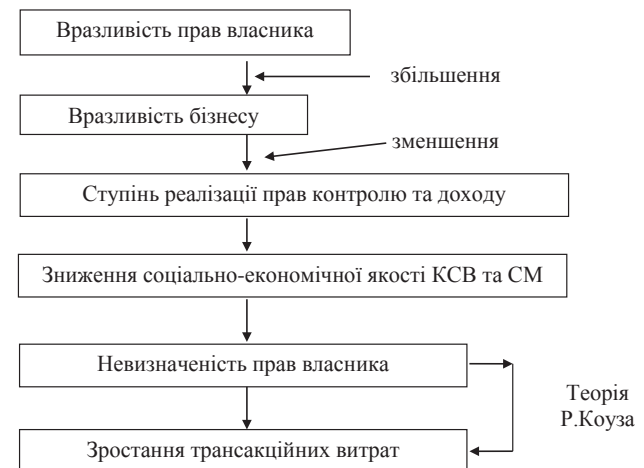 Вразливість прав власника
збільшення
Вразливість бізнесу
зменшення
Ступінь реалізації прав контролю та доходу
Зниження соціально-економічної якості КСВ та СМ
Невизначеність прав власника
Теорія
Р.Коуза
Зростання трансакційних витрат